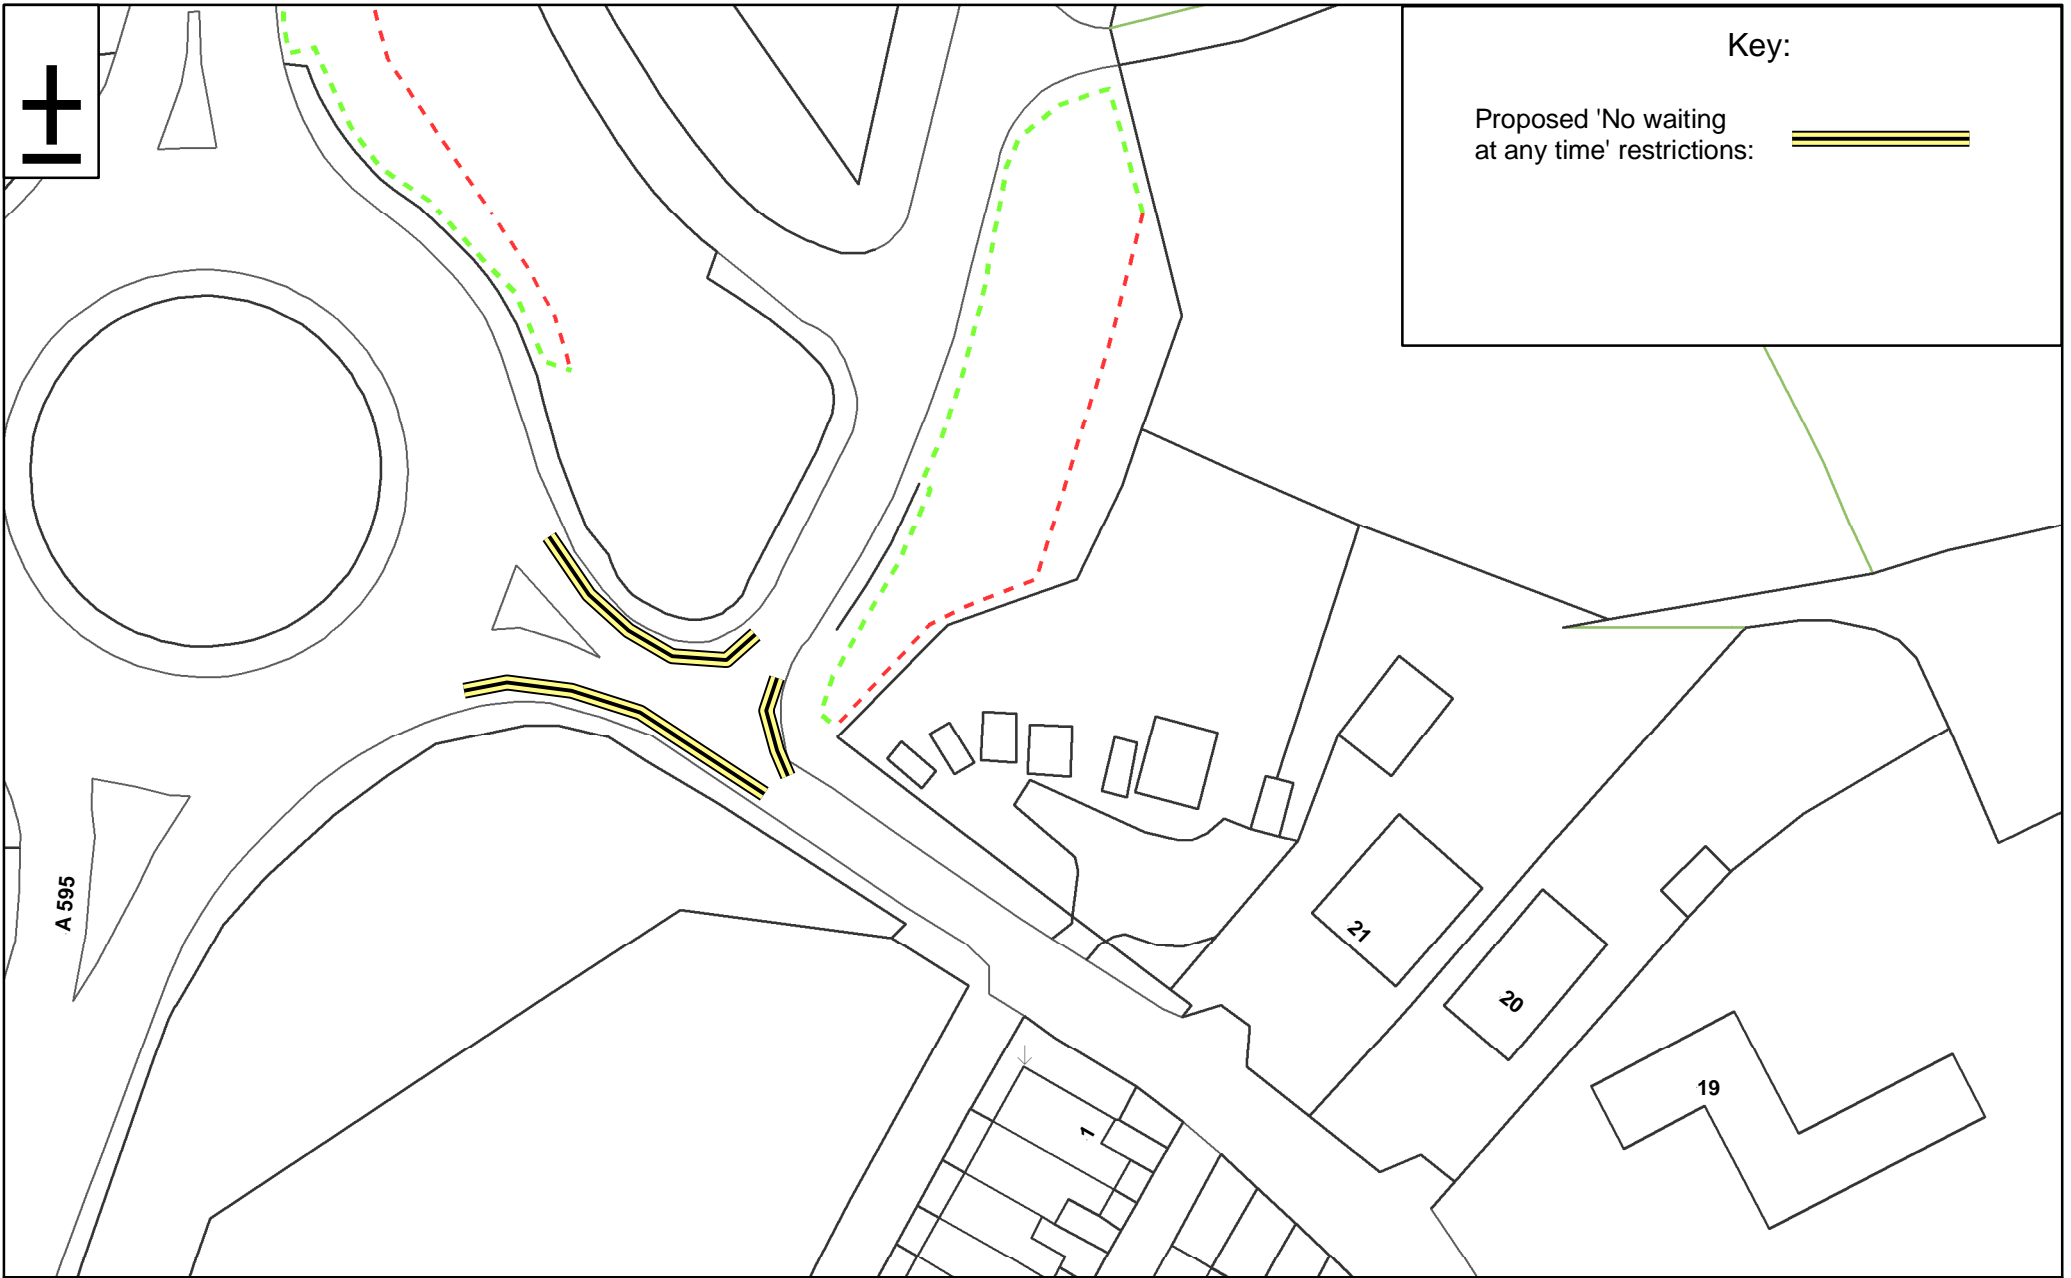 Key:
Proposed 'No waiting
at any time' restrictions:
A 595
21
20
19
1